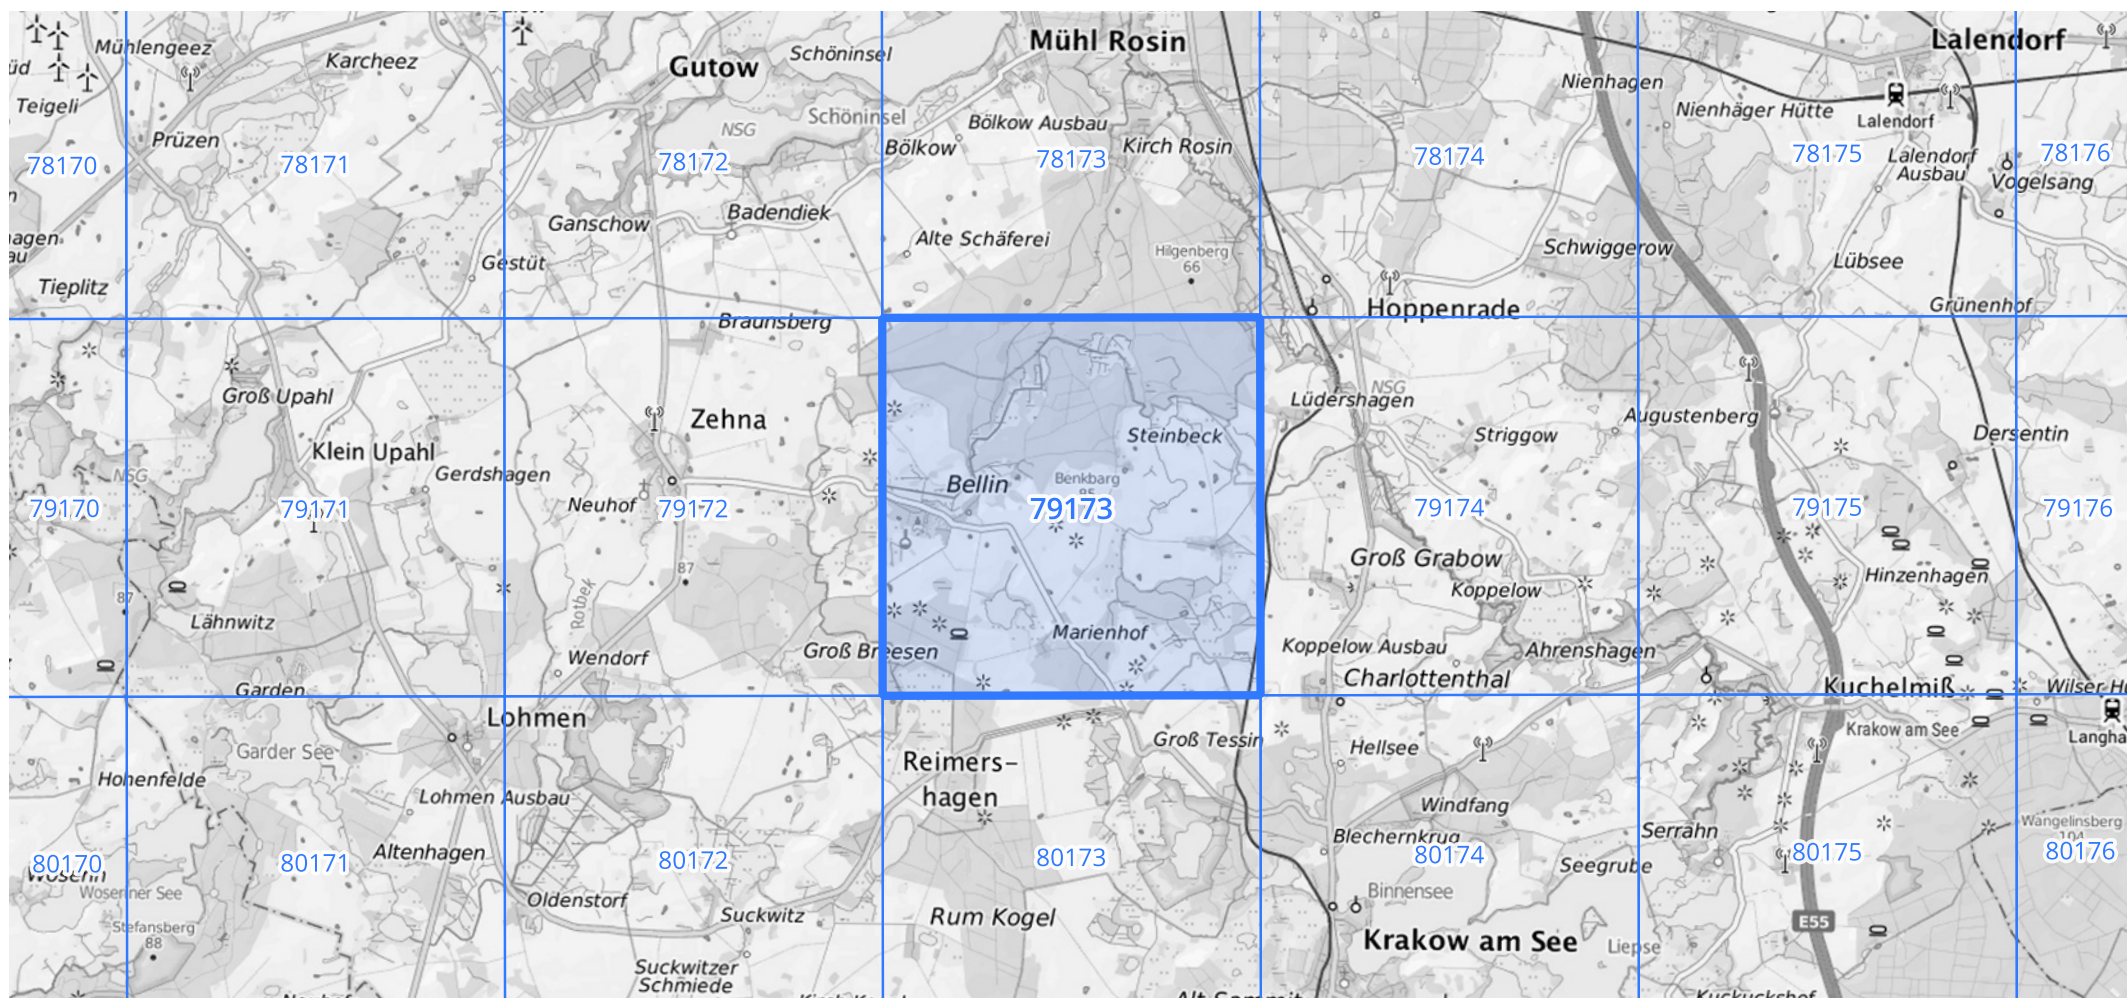 Mühlengeez
Karcheez
Gutow
Schöninsel
Mühl Rosin
Lalendorf
Nienhagen
Teigeli
Prüzen
NSG
Schöninsel
Bölkow Ausbau
Bölkow
Kirch Rosin
Nienhäger Hütte
Lalendorf
Lalendorf
Ausbau
Vogelsang
78170
78171
78172
78173
78174
78175
78176
Ganschow
Badendiek
Alte Schäferei
Hilgenberg
66
Schwiggerow
Lübsee
Gestüt
Tieplitz
Hoppenrade
Grünenhof
Braunsberg
Groß Upahl
Zehna
Lüdershagen
NSG
Augustenberg
Steinbeck
Striggow
Dersentin
Klein Upahl
Gerdshagen
NSG
Neuhof
Bellin
Benkbarg
79170
79171
79172
79173
79174
79175
79176
Groß Grabow
Koppelow
Hinzenhagen
87
87
Rotbek
Lähnwitz
Wendorf
Groß Breesen
Marienhof
Koppelow Ausbau
Ahrenshagen
Charlottenthal
Kuchelmiß
Garden
Lohmen
Garder See
Hohenfelde
Lohmen Ausbau
Reimers-
hagen
Groß Tessin
Hellsee
Krakow am See
Windfang
Blechernkrug
Serrahn
Seegrube
Wangelinsberg
80170
80171
80172
80173
80174
80175
80176
Altenhagen
Woseriner See
Oldenstorf
Suckwitz
Stefansberg
88
Rum Kogel
Binnensee
Krakow am See
Liepse
E55
Suckwitzer
Schmiede